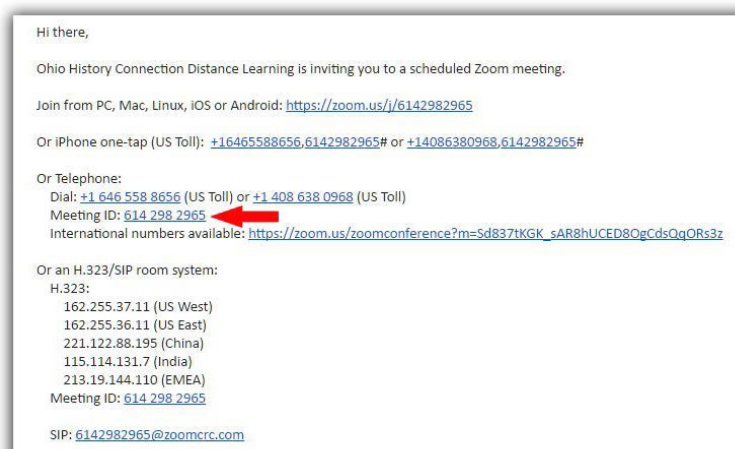 Hi there,
Ohio History Connection Distance Learning is inviting you to a scheduled Zoom meeting.
Join from PC, Mac, Linux, iOS or Android: https://zoom.us/j/6142982965
Or iPhone one-tap (US Toll): +16465588656,6142982965# or +14086380968,6142982965#
Or Telephone:
Dial: +1 646 558 8656 (US Toll) or +1 408 638 0968 (US Toll)
Meeting ID: 614 298 2965
International numbers available: https://zoom.us/zoomconference?m=Sd837tKGK_sAR8hUCED8OgCdsQqORs3z
Or an H.323/SIP room system:
H.323:
162.255.37.11 (US West)
162.255.36.11 (US East)
221.122.88.195 (China)
115.114.131.7 (India)
213.19.144.110 (EMEA)
Meeting ID: 614 298 2965
SIP: 6142982965@zoomcrc.com